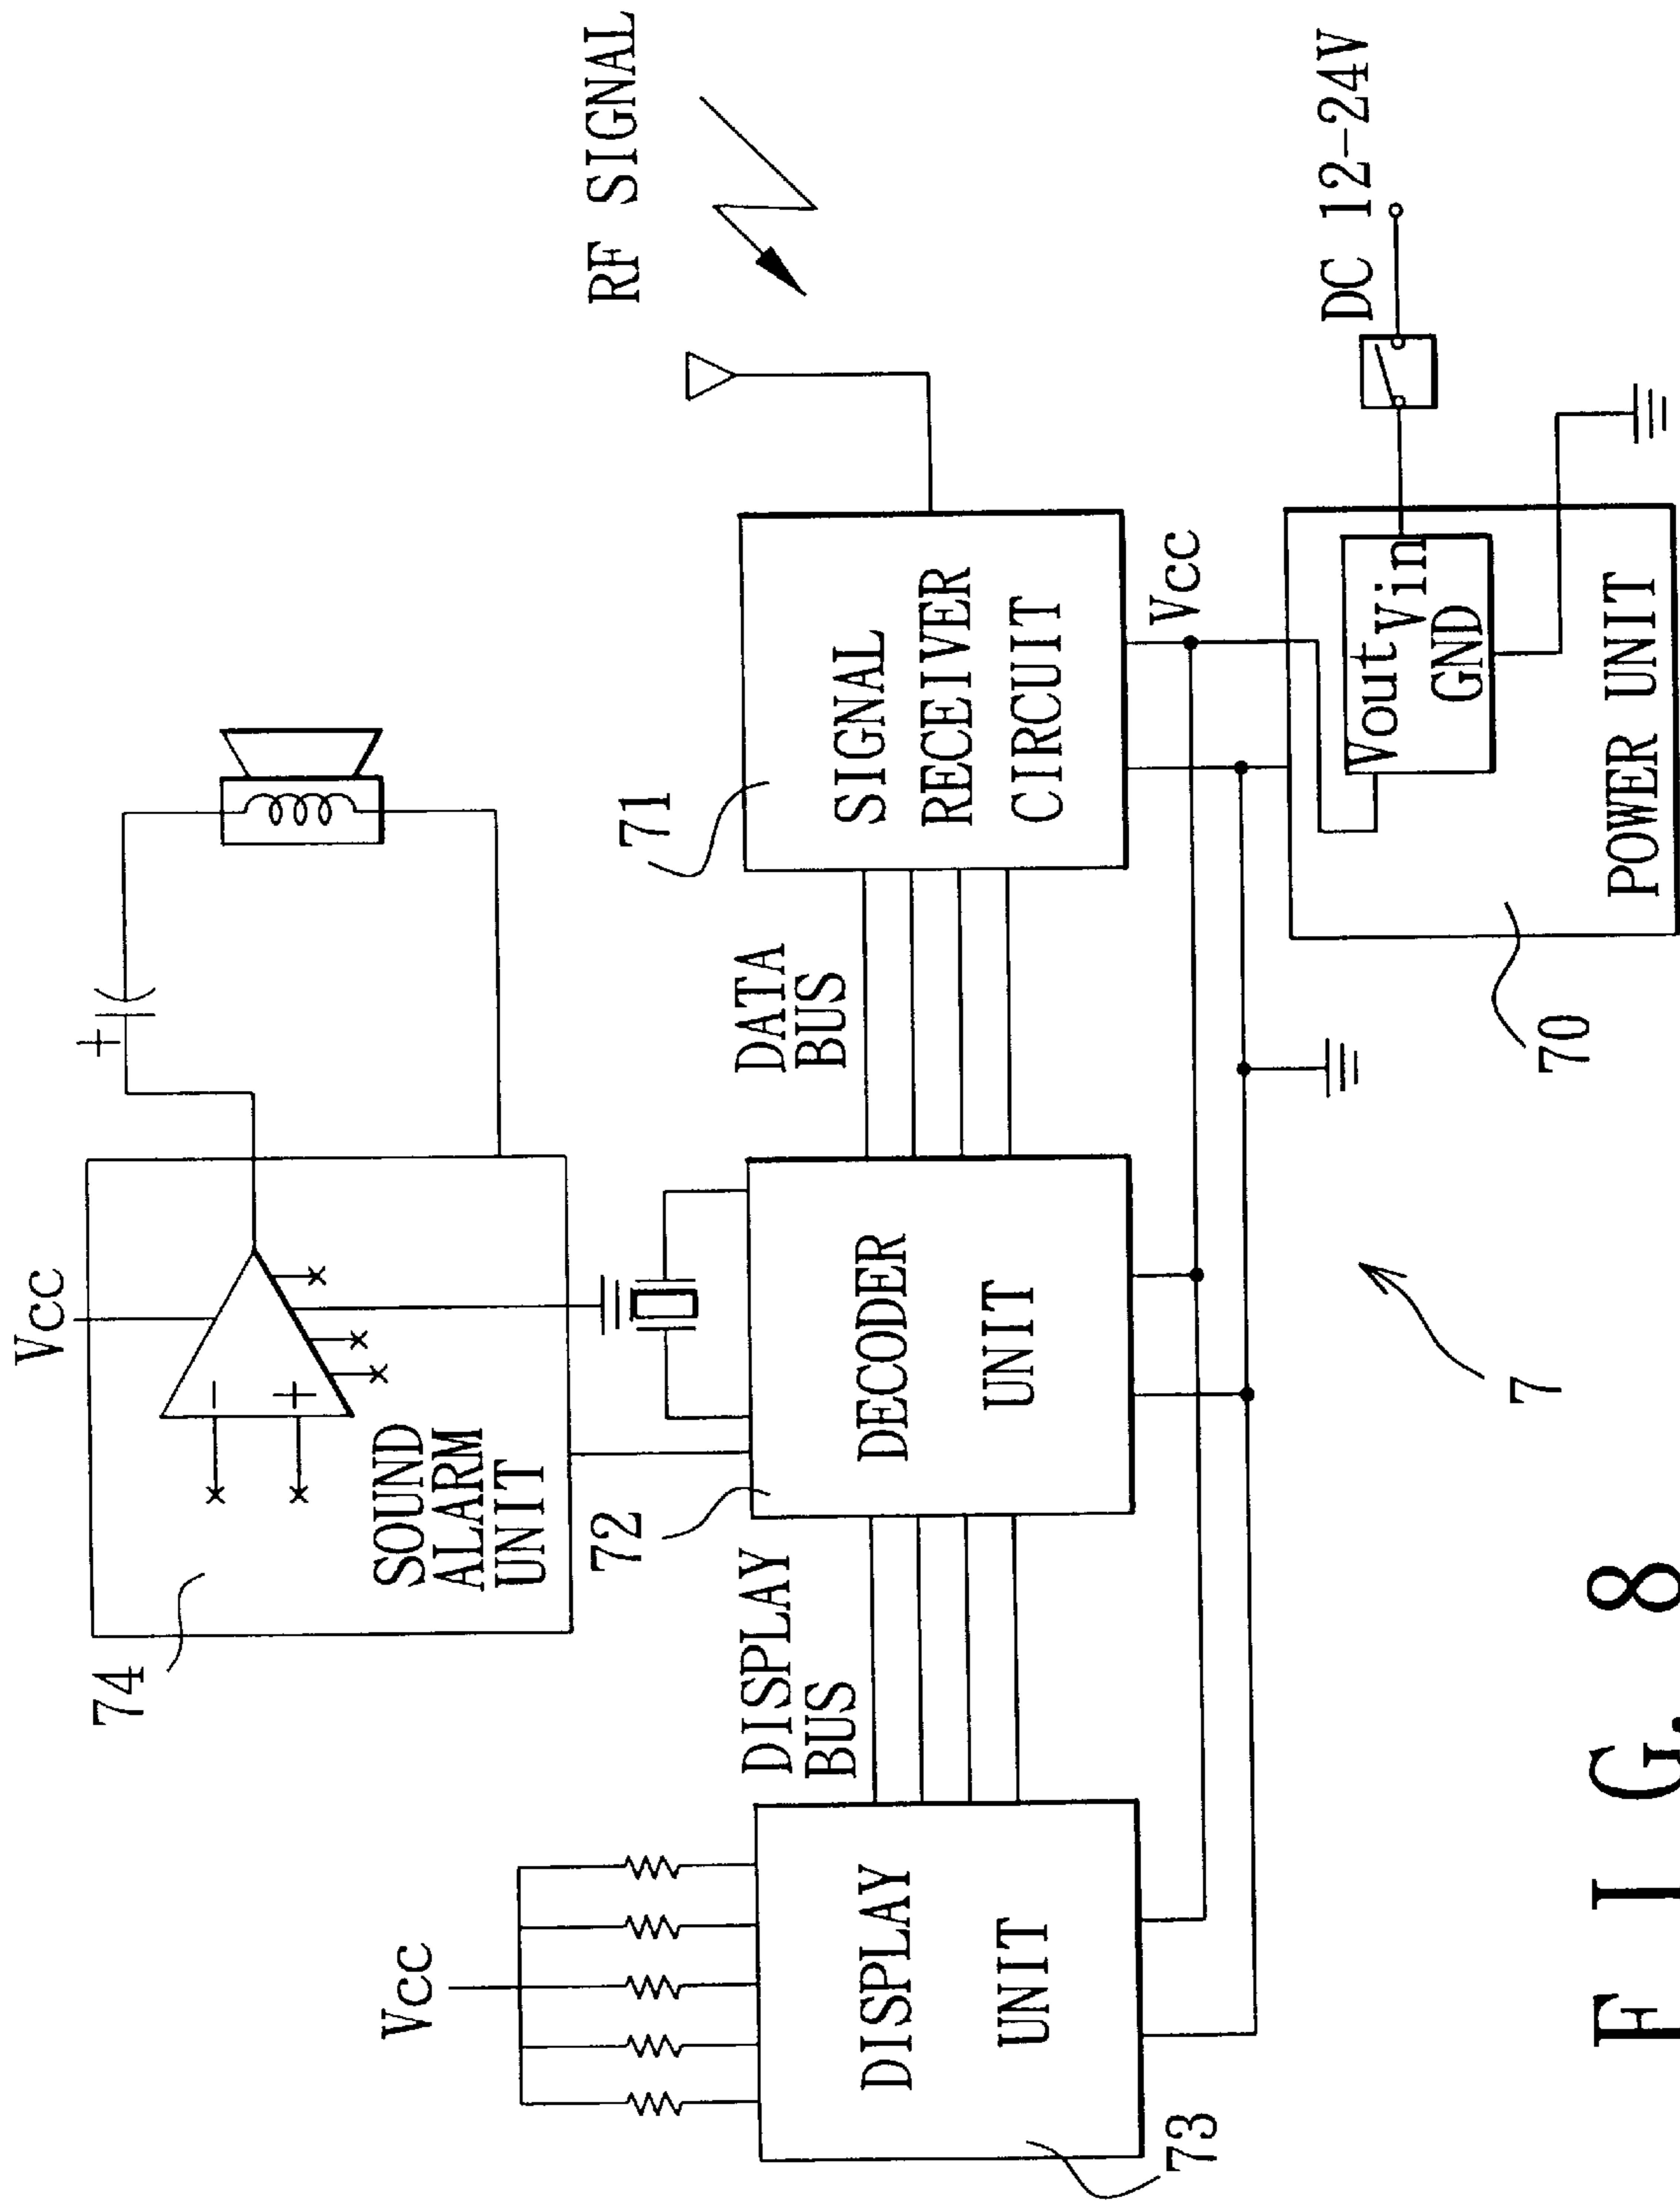 Vcc
74
SOUND
ALARM
UNIT
RF SIGNAL
Vcc
DISPLAY
BUS
72
DATA
BUS
71
DISPLAY
UNIT
73
DECODER
UNIT
SIGNAL
RECEIVER
CIRCUIT
Vcc
DC 12-24V
Vout Vin
GND
POWER UNIT
70
7
FIG. 8